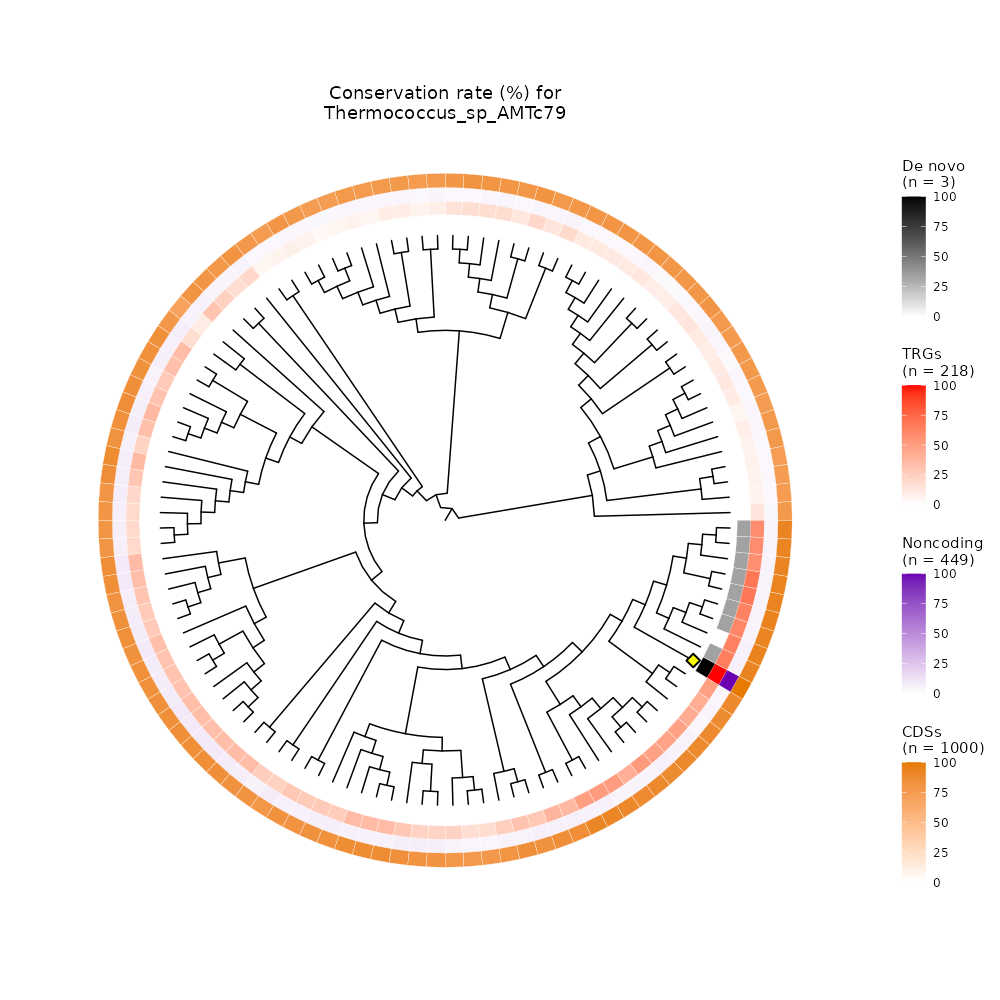 Conservation rate (%) for
Thermococcus_sp_AMTc79
De novo
(n = 3)
100
75
50
25
0
TRGs
(n = 218)
100
75
50
25
0
Noncoding
(n = 449)
100
75
50
25
0
CDSs
(n = 1000)
100
75
50
25
0